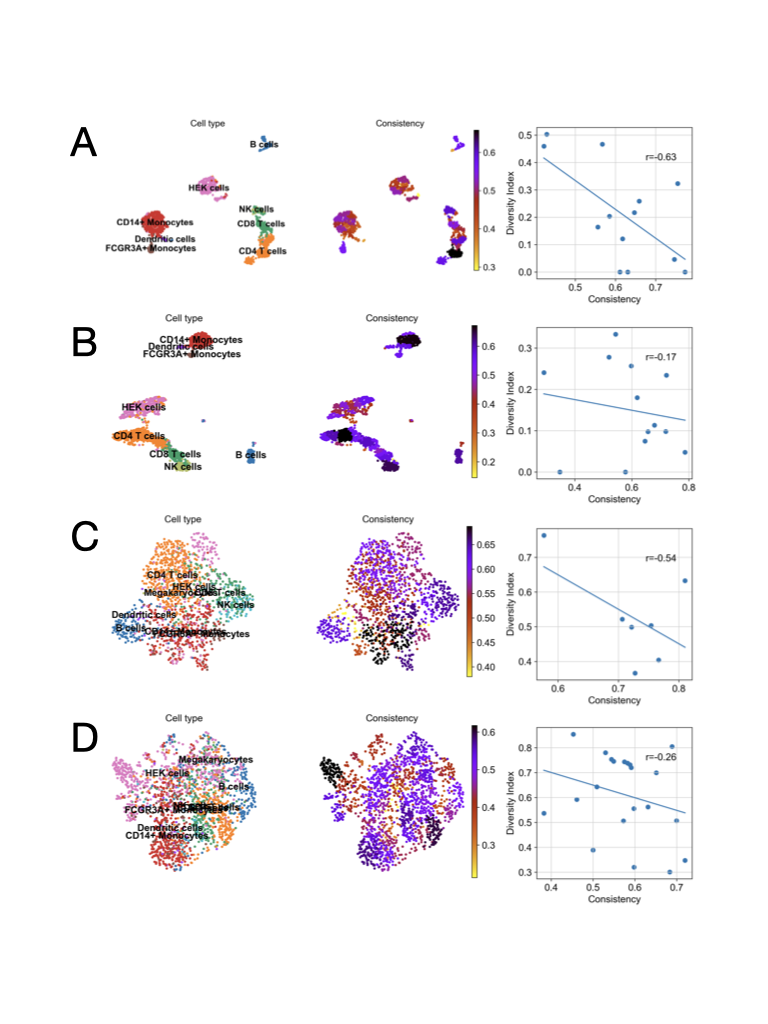 A
Cell type
B cells
HEK cells
NK cells
CD14+ Monocytes
CD8 T cells
Dendritic cells
FCGR3A+ Monocytes
CD4 T cells
Consistency
0.6
0.5
0.4
0.3
Diversity Index
0.5
0.4
0.3
0.2
0.1
0.0
r=-0.63
0.5 0.6 0.7
Consistency
B
Cell type
CD14+ Monocytes
Dendritic cells
FCGR3A+ Monocytes
HEK cells
CD4 T cells
CD8 T cells
B cells
NK cells
Consistency
0.6
0.5
0.4
0.3
0.2
Diversity Index
0.3
0.2
0.1
0.0
r=-0.17
0.4 0.6 0.8
Consistency
C
Cell type
CD4 T cells
HEK cells
NK cells
Dendritic cells
B cells
Consistency
0.65
0.60
0.55
0.50
0.45
0.40
Diversity Index
0.7
0.6
0.5
0.4
r=-0.54
0.6 0.7 0.8
Consistency
D
Cell type
Megakaryocytes
HEK cells
B cells
FCGR3A+ Monocytes
Dendritic cells
CD14+ Monocytes
Consistency
0.6
0.5
0.4
0.3
Diversity Index
0.8
0.7
0.6
0.5
0.4
0.3
r=-0.26
0.4 0.5 0.6 0.7
Consistency